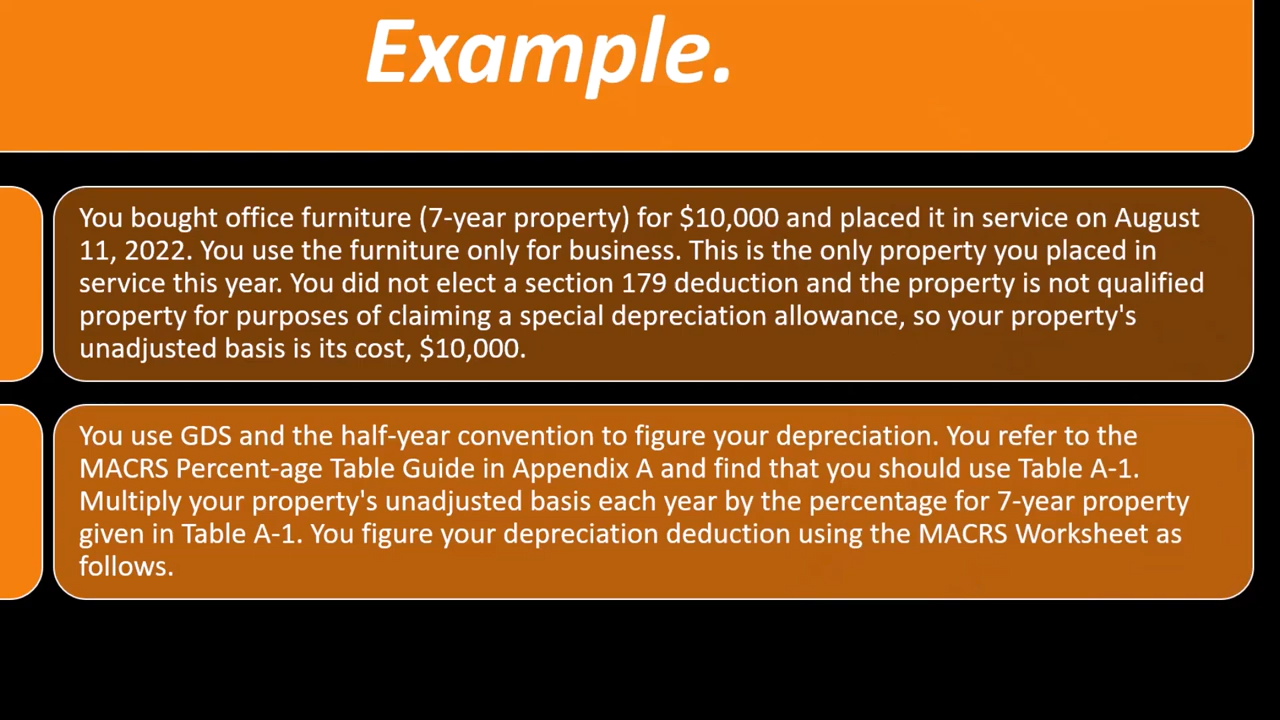 Example.
You bought office furniture (7-year property) for $10,000 and placed it in service on August
11, 2022. You use the furniture only for business. This is the only property you placed in
service this year. You did not elect a section 179 deduction and the property is not qualified
property for purposes of claiming a special depreciation allowance, so your property's
unadjusted basis is its cost, $10,000.
You use GDS and the half-year convention to figure your depreciation. You refer to the
MACRS Percent-age Table Guide in Appendix A and find that you should use Table A-1.
Multiply your property's unadjusted basis each year by the percentage for 7-year property
given in Table A-1. You figure your depreciation deduction using the MACRS Worksheet as
follows.